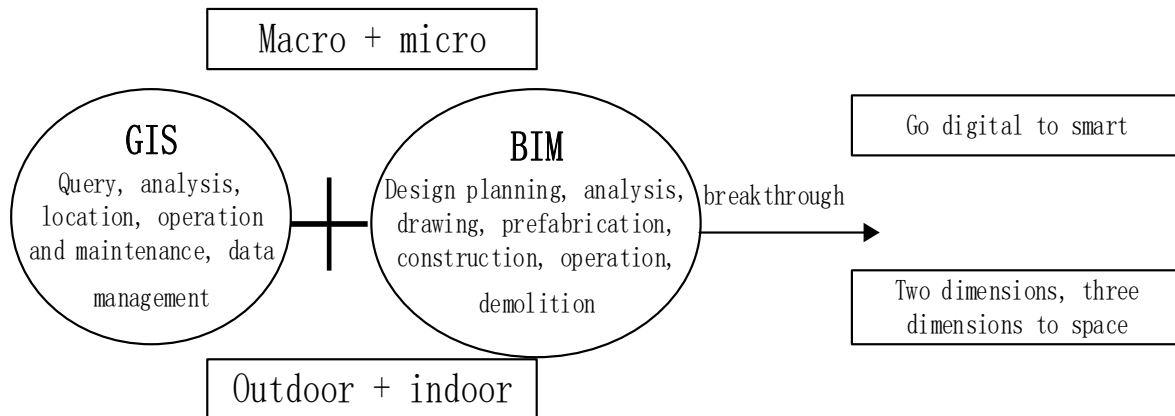 Macro + micro
GIS
Query, analysis,
location, operation
and maintenance, data
management
BIM
Design planning, analysis,
drawing, prefabrication,
construction, operation,
demolition
breakthrough
Go digital to smart
Two dimensions, three
dimensions to space
Outdoor + indoor